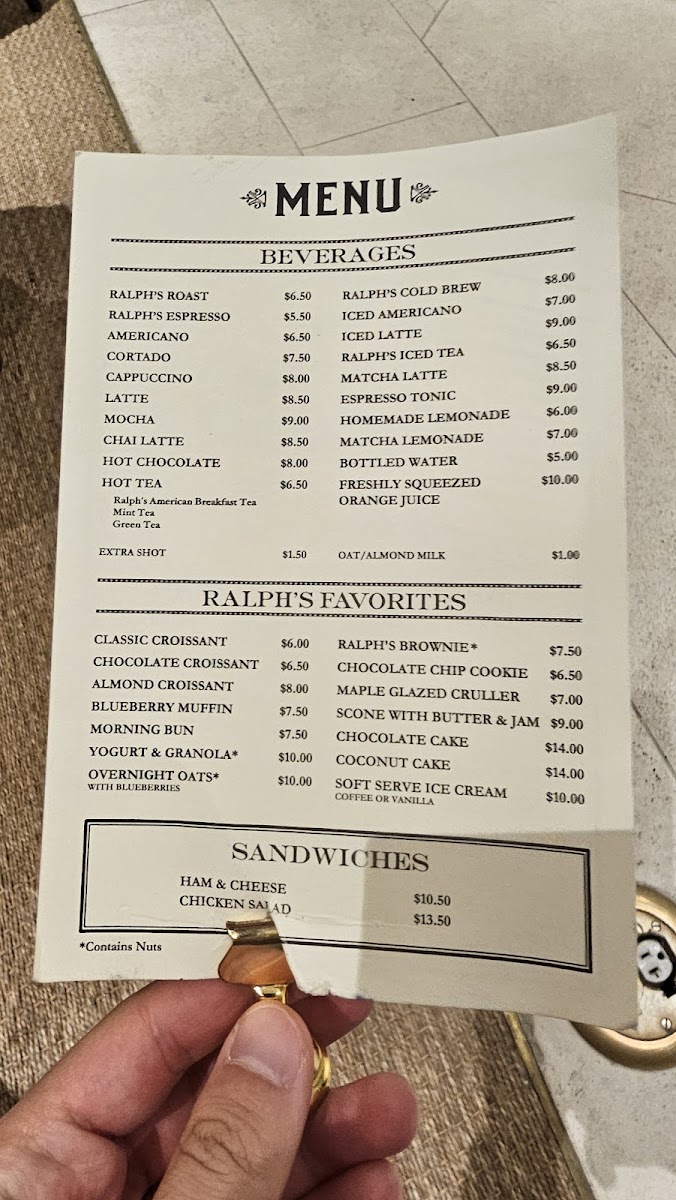 MENU
BEVERAGES
RALPH'S ROAST $6.50
RALPH'S ESPRESSO $5.50
AMERICANO $6.50
CORTADO $7.50
CAPPUCCINO $8.00
LATTE $8.50
MOCHA $9.00
CHAI LATTE $8.50
HOT CHOCOLATE $8.00
HOT TEA $6.50
Ralph's American Breakfast Tea
Mint Tea
Green Tea
EXTRA SHOT $1.50
RALPH'S COLD BREW $8.00
ICED AMERICANO $7.00
ICED LATTE $9.00
RALPH'S ICED TEA $6.50
MATCHA LATTE $8.50
ESPRESSO TONIC $9.00
HOMEMADE LEMONADE $6.00
MATCHA LEMONADE $7.00
BOTTLED WATER $5.00
FRESHLY SQUEEZED $10.00
ORANGE JUICE
OAT/ALMOND MILK $1.00
RALPH'S FAVORITES
CLASSIC CROISSANT $6.00
CHOCOLATE CROISSANT $6.50
ALMOND CROISSANT $8.00
BLUEBERRY MUFFIN $7.50
MORNING BUN $7.50
YOGURT & GRANOLA* $10.00
OVERNIGHT OATS* $10.00
WITH BLUEBERRIES
RALPH'S BROWNIE* $7.50
CHOCOLATE CHIP COOKIE $6.50
MAPLE GLAZED CRULLER $7.00
SCONE WITH BUTTER & JAM $9.00
CHOCOLATE CAKE $14.00
COCONUT CAKE $14.00
SOFT SERVE ICE CREAM $10.00
COFFEE OR VANILLA
SANDWICHES
HAM & CHEESE $10.50
CHICKEN SALAD $13.50
*Contains Nuts